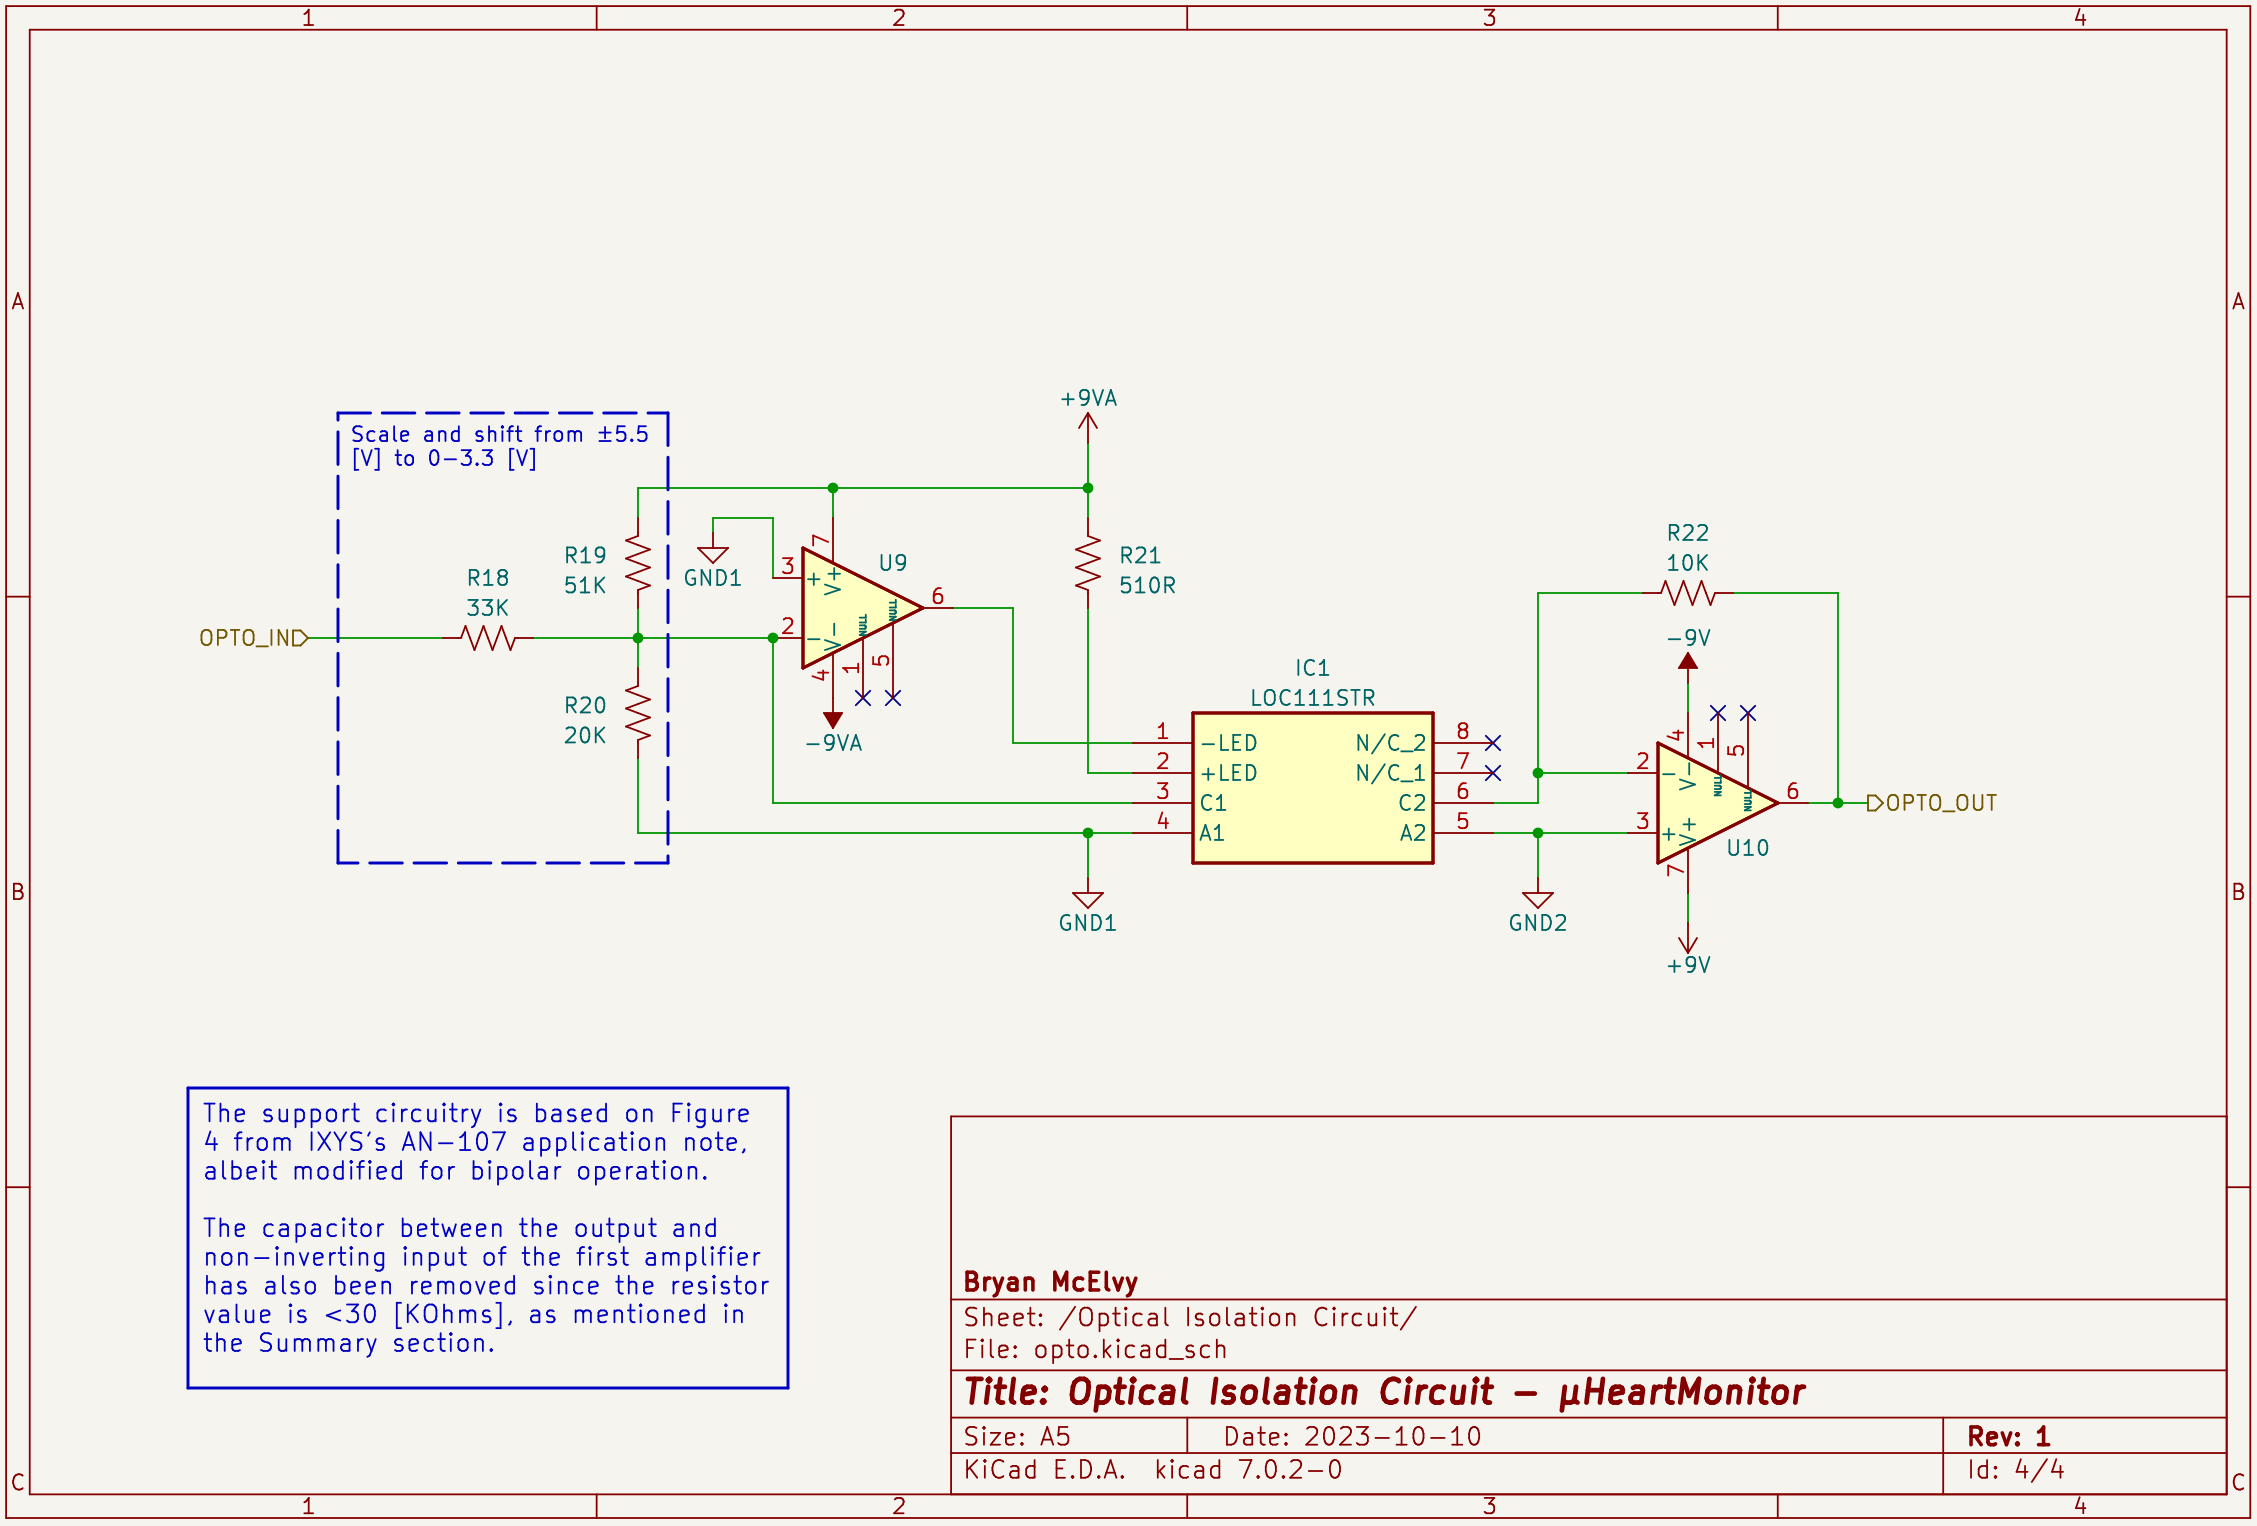 1 2 3 4
A A
+9VA
Scale and shift from ±5.5
[V] to 0-3.3 [V]
R19
51K
R18
33K
OPTO_IN
R20
20K
GND1
3
+
2
-
7
V+
4
V-
1
NULL
5
NULL
6
U9
-9VA
R21
510R
IC1
LOC111STR
1 -LED
2 +LED
3 C1
4 A1
N/C_2 8
N/C_1 7
C2 6
A2 5
GND1
GND2
R22
10K
-9V
4
V-
1
NULL
5
NULL
2
-
3
+
7
V+
6
U10
OPTO_OUT
+9V
B B
The support circuitry is based on Figure
4 from IXYS's AN-107 application note,
albeit modified for bipolar operation.
The capacitor between the output and
non-inverting input of the first amplifier
has also been removed since the resistor
value is <30 [KOhms], as mentioned in
the Summary section.
Bryan McElvy
Sheet: /Optical Isolation Circuit/
File: opto.kicad_sch
Title: Optical Isolation Circuit - µHeartMonitor
Size: A5 Date: 2023-10-10 Rev: 1
KiCad E.D.A. kicad 7.0.2-0 Id: 4/4
C C
1 2 3 4